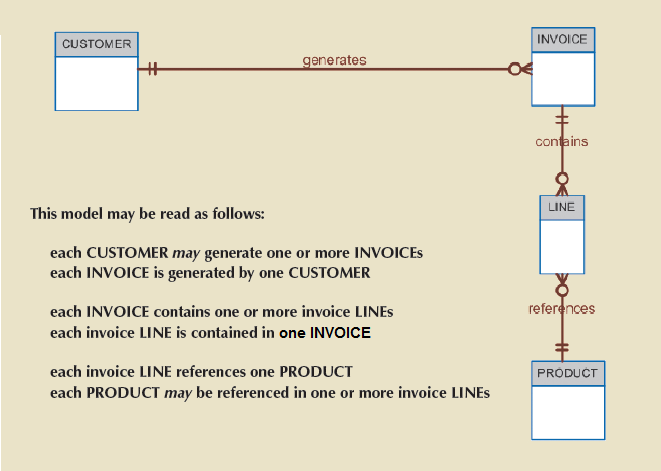 CUSTOMER
INVOICE
generates
contains
LINE
references
PRODUCT
This model may be read as follows:
each CUSTOMER may generate one or more INVOICEs
each INVOICE is generated by one CUSTOMER
each INVOICE contains one or more invoice LINEs
each invoice LINE is contained in one INVOICE
each invoice LINE references one PRODUCT
each PRODUCT may be referenced in one or more invoice LINEs